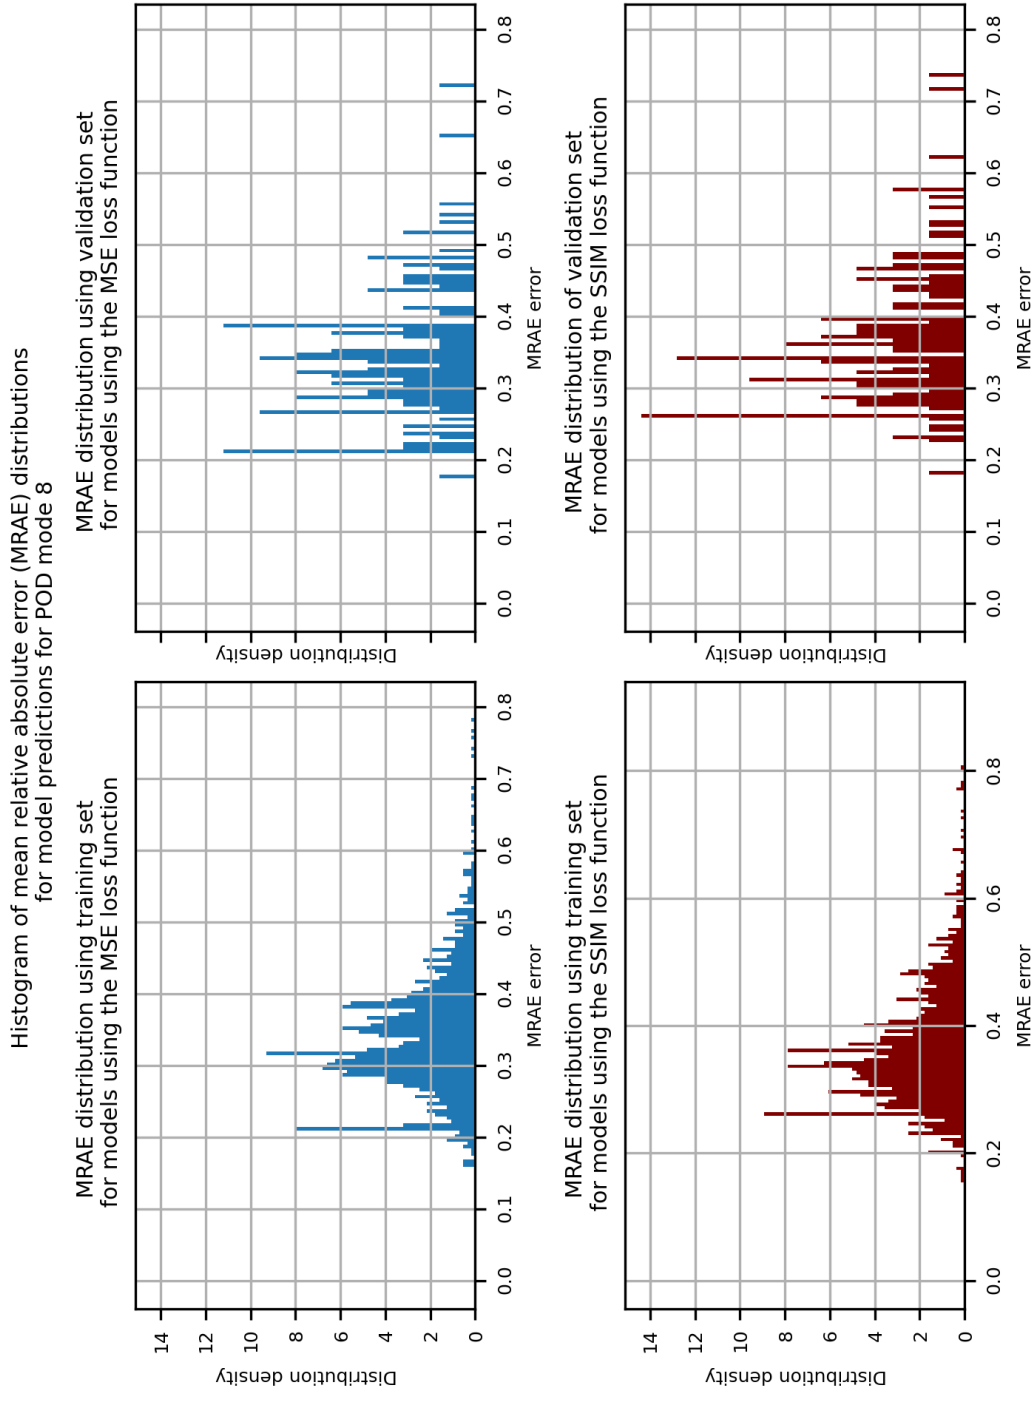 Histogram of mean relative absolute error (MRAE) distributions
for model predictions for POD mode 8
MRAE distribution using training set
for models using the MSE loss function
Distribution density
14
12
10
8
6
4
2
0
0.0
0.1
0.2
0.3
0.4
0.5
0.6
0.7
0.8
MRAE error
MRAE distribution using validation set
for models using the MSE loss function
Distribution density
0.0
0.1
0.2
0.3
0.4
0.5
0.6
0.7
0.8
MRAE error
MRAE distribution using training set
for models using the SSIM loss function
Distribution density
14
12
10
8
6
4
2
0
0.0
0.2
0.4
0.6
0.8
MRAE error
MRAE distribution of validation set
for models using the SSIM loss function
Distribution density
0.0
0.1
0.2
0.3
0.4
0.5
0.6
0.7
0.8
MRAE error